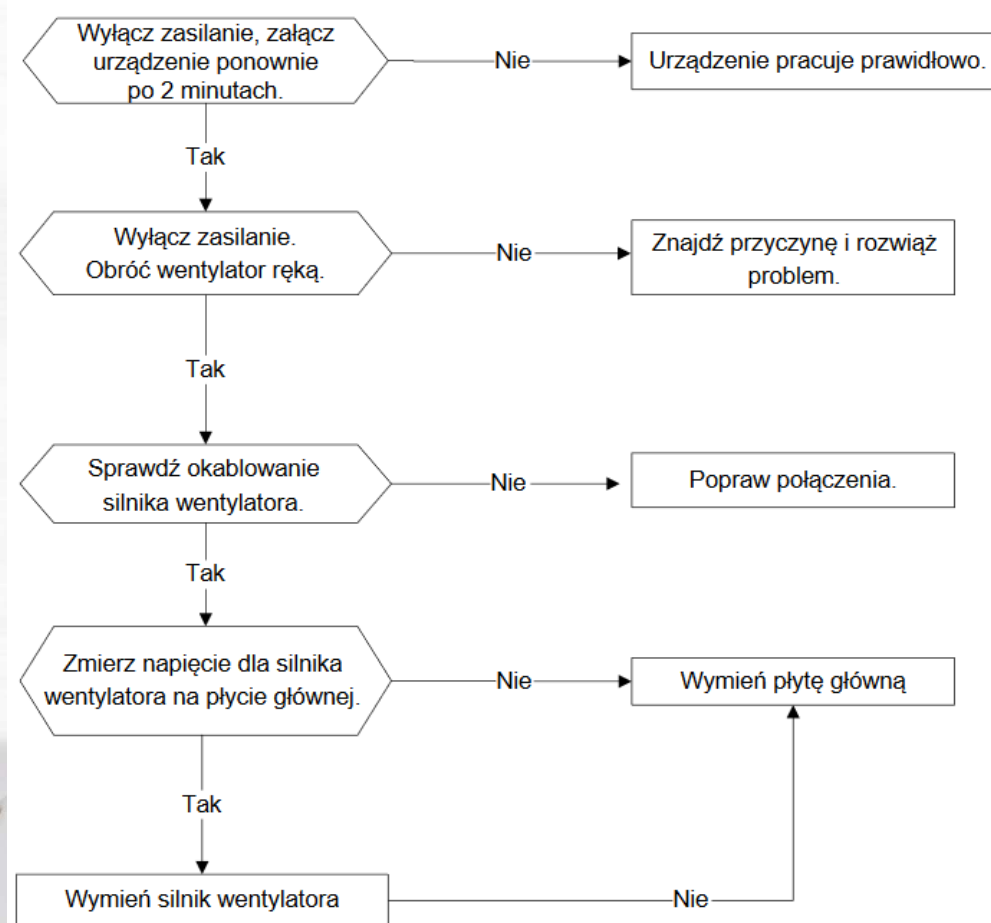 Wyłącz zasilanie, załącz
urządzenie ponownie
po 2 minutach.
Nie
Urządzenie pracuje prawidłowo.
Tak
Wyłącz zasilanie.
Obróć wentylator ręką.
Nie
Znajdź przyczynę i rozwiąż
problem.
Tak
Sprawdź okablowanie
silnika wentylatora.
Nie
Popraw połączenia.
Tak
Zmierz napięcie dla silnika
wentylatora na płycie głównej.
Nie
Wymień płytę główną
Tak
Wymień silnik wentylatora
Nie